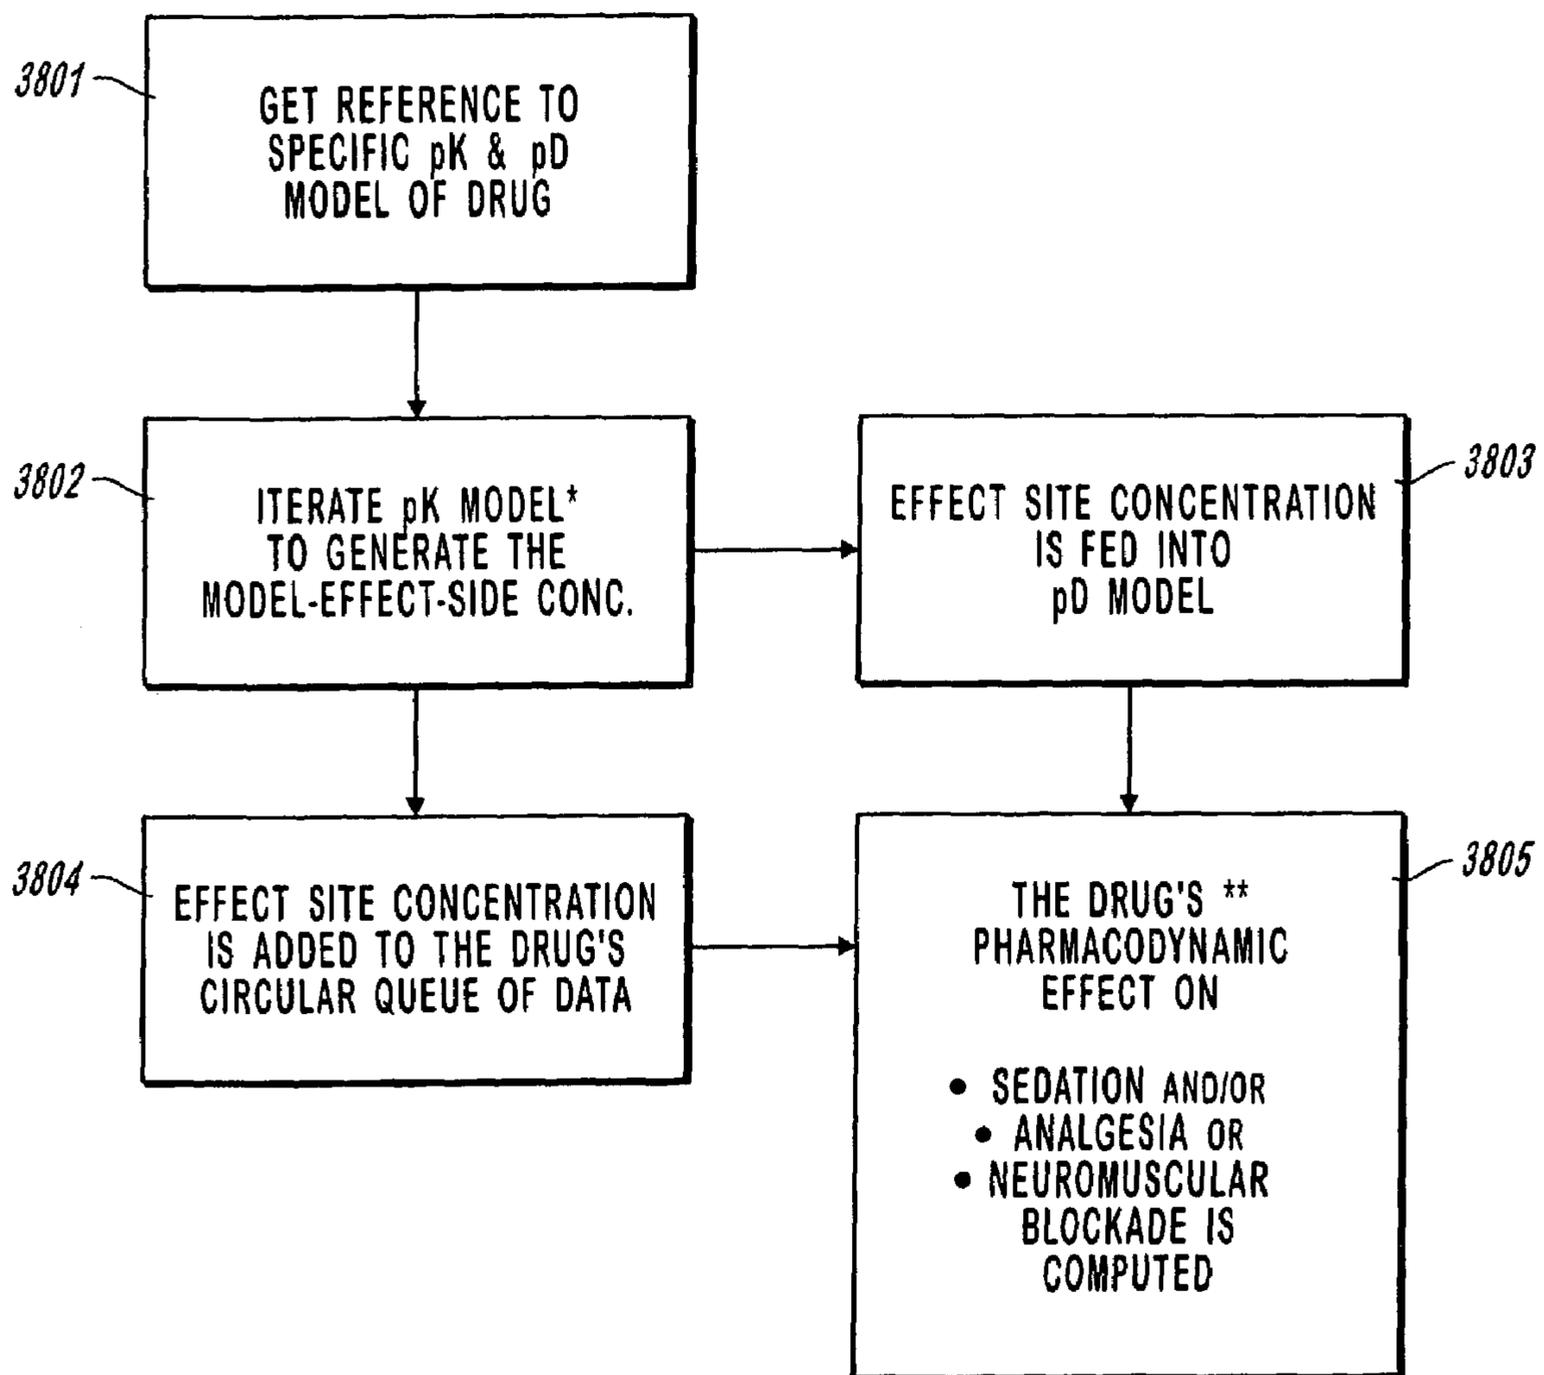 3801
GET REFERENCE TO
SPECIFIC pK & pD
MODEL OF DRUG
3802
ITERATE pK MODEL*
TO GENERATE THE
MODEL-EFFECT-SIDE CONC.
3803
EFFECT SITE CONCENTRATION
IS FED INTO
pD MODEL
3804
EFFECT SITE CONCENTRATION
IS ADDED TO THE DRUG'S
CIRCULAR QUEUE OF DATA
3805
THE DRUG'S **
PHARMACODYNAMIC
EFFECT ON
• SEDATION AND/OR
• ANALGESIA OR
• NEUROMUSCULAR
BLOCKADE IS
COMPUTED